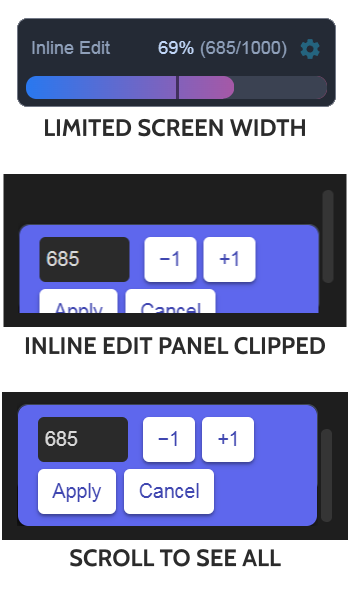 Inline Edit 69% (685/1000)
LIMITED SCREEN WIDTH
685 −1 +1
Apply Cancel
INLINE EDIT PANEL CLIPPED
685 −1 +1
Apply Cancel
SCROLL TO SEE ALL